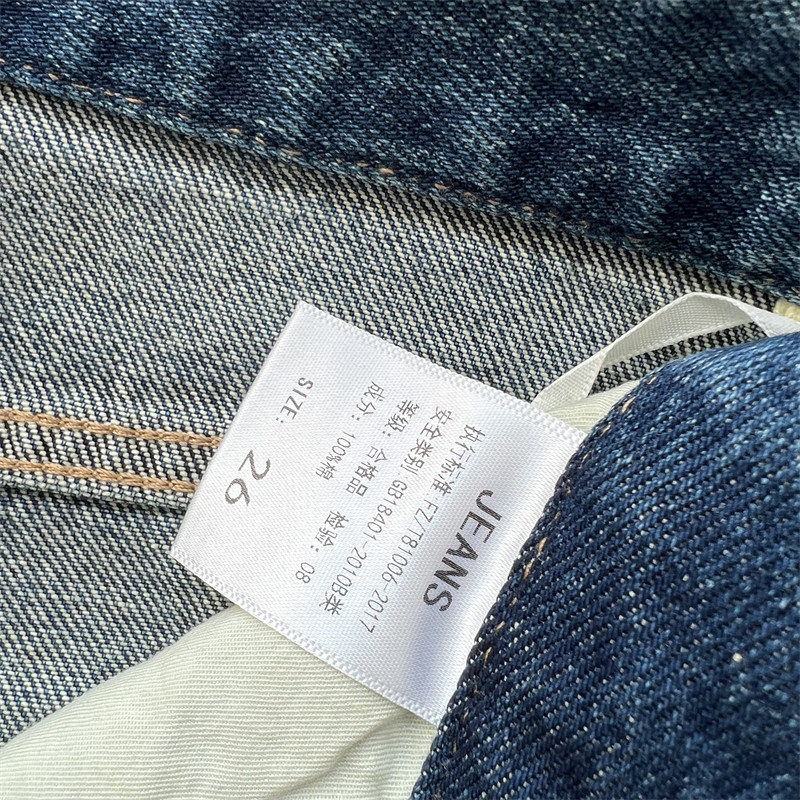 JEANS
执行标准 FZ/T81006-2017
安全类别 GB18401-2010B类
等级：合格品 检验：08
成分：100%棉
SIZE: 26